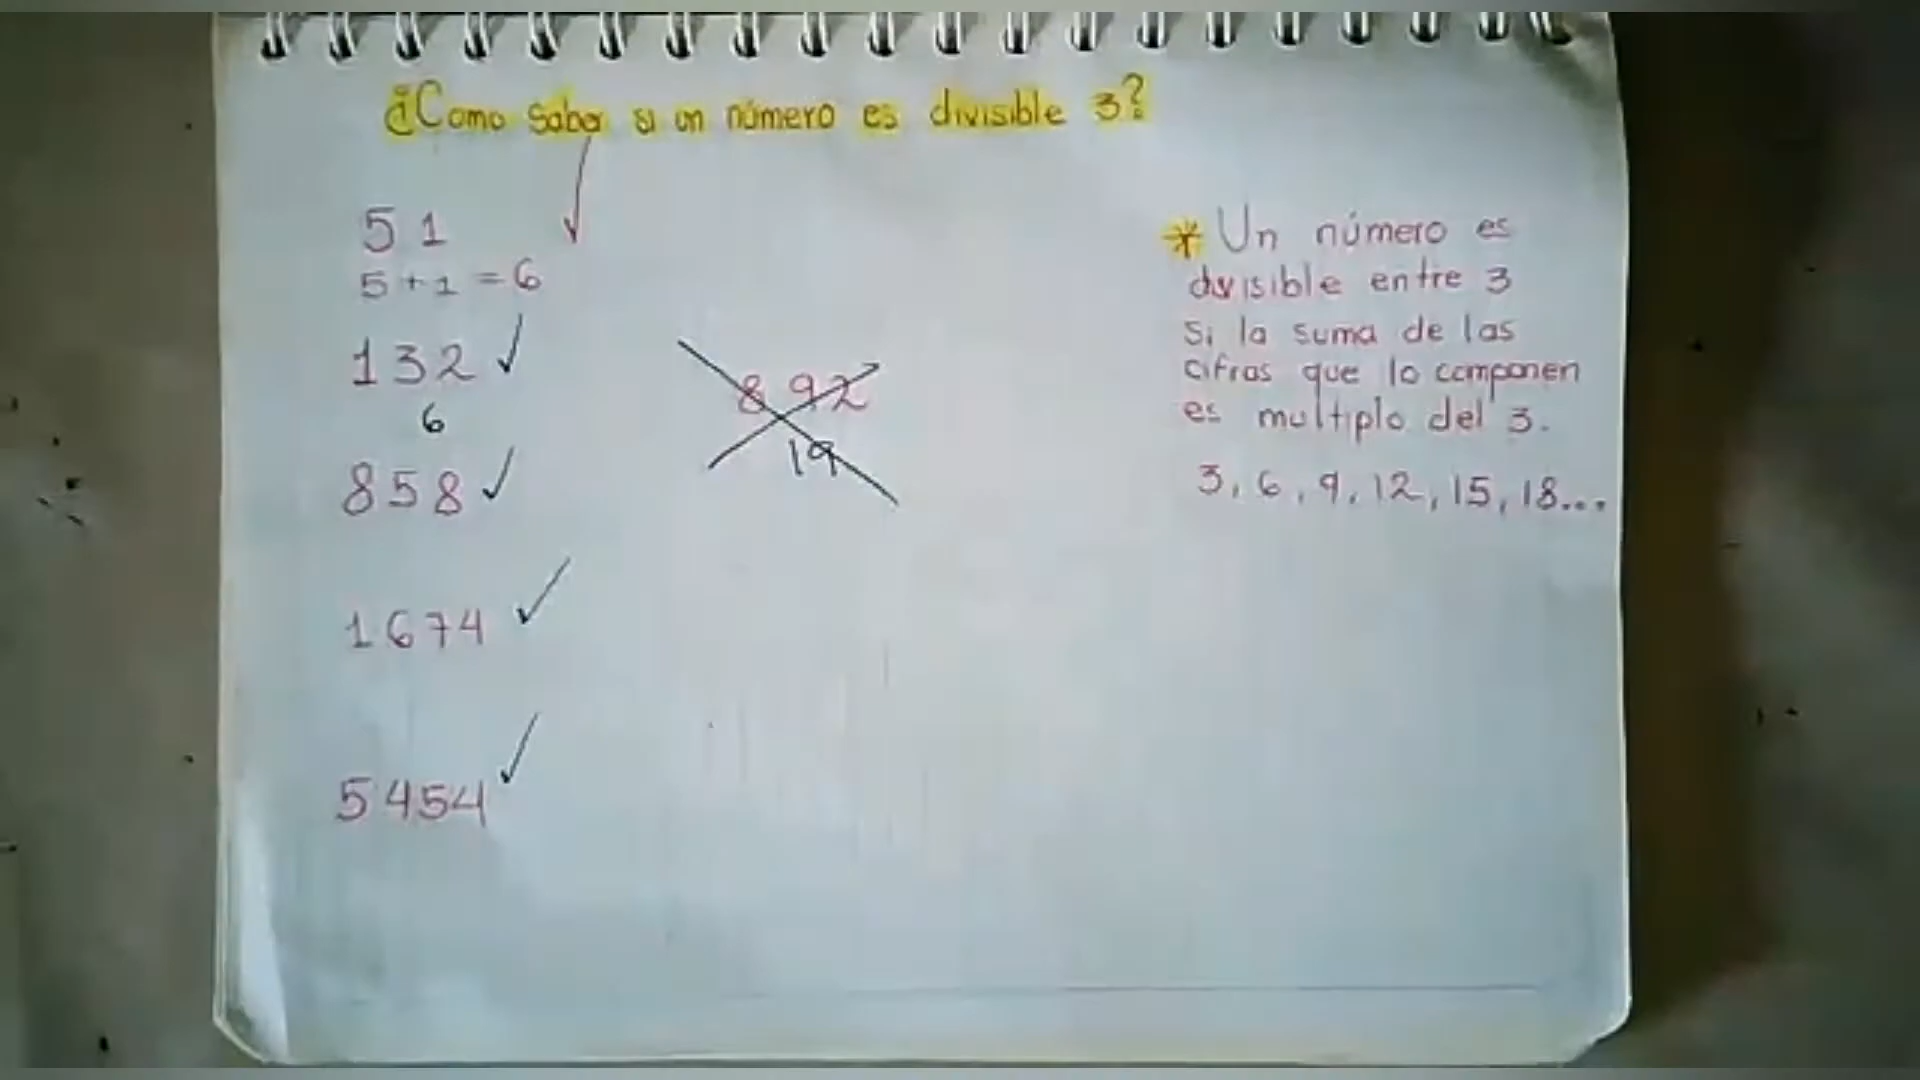 ¿Como Saber si un número es divisible 3?
5 1
5+1=6
132
6
858
1674
5454
892
19
* Un número es
divisible entre 3
Si la suma de las
cifras que lo componen
es multiplo del 3.
3, 6, 9, 12, 15, 18...